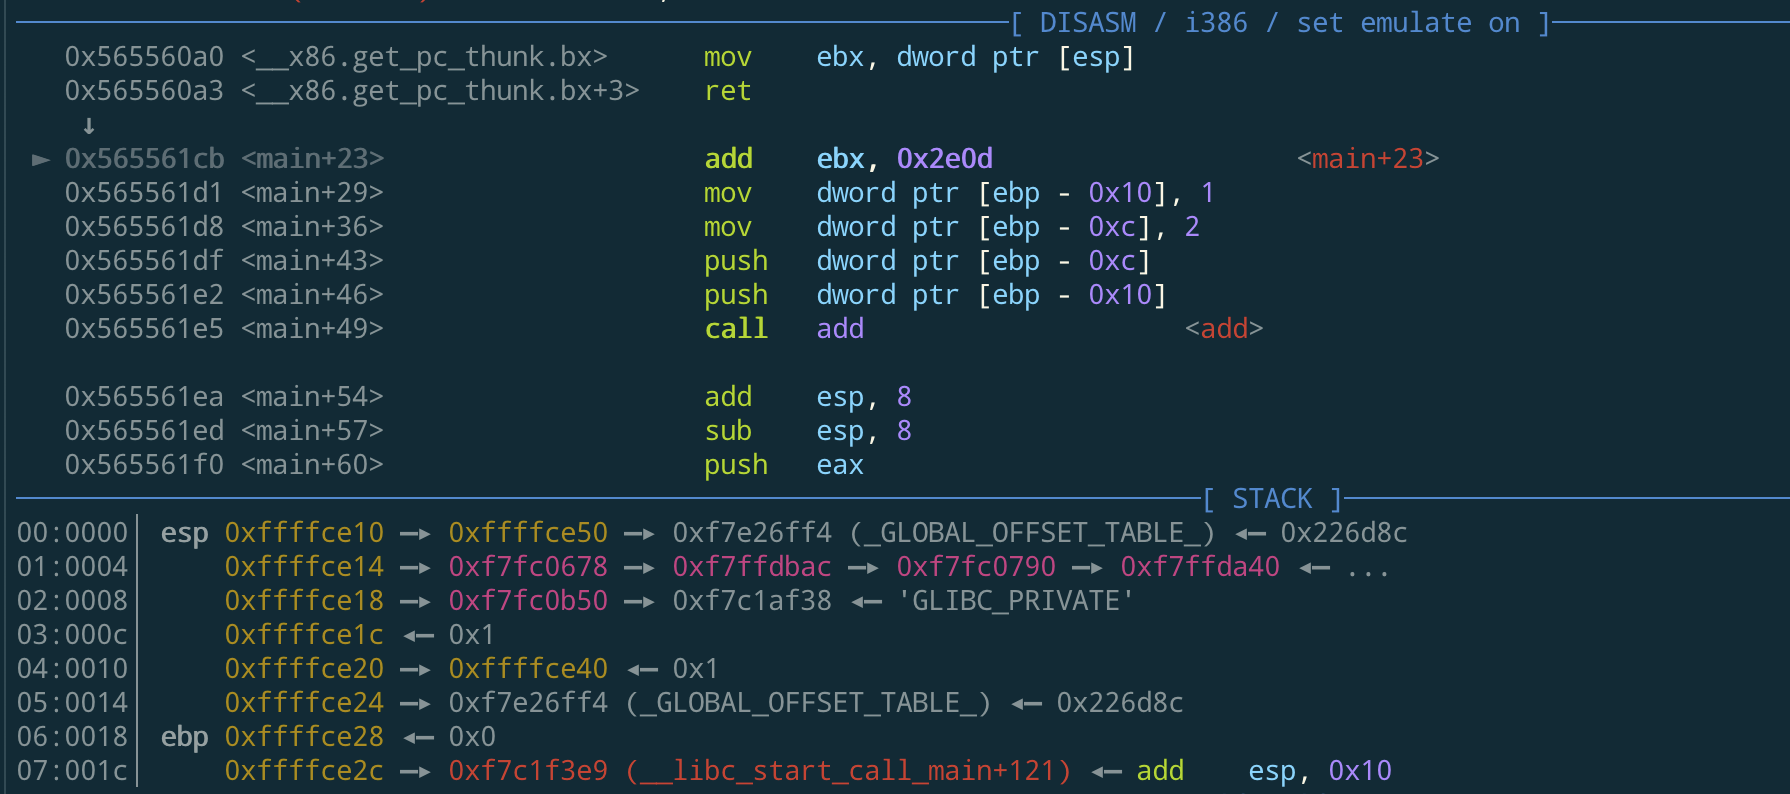 [ DISASM / i386 / set emulate on ]
0x565560a0 <__x86.get_pc_thunk.bx> mov ebx, dword ptr [esp]
0x565560a3 <__x86.get_pc_thunk.bx+3> ret
↓
► 0x565561cb <main+23> add ebx, 0x2e0d <main+23>
0x565561d1 <main+29> mov dword ptr [ebp - 0x10], 1
0x565561d8 <main+36> mov dword ptr [ebp - 0xc], 2
0x565561df <main+43> push dword ptr [ebp - 0xc]
0x565561e2 <main+46> push dword ptr [ebp - 0x10]
0x565561e5 <main+49> call add <add>
0x565561ea <main+54> add esp, 8
0x565561ed <main+57> sub esp, 8
0x565561f0 <main+60> push eax
[ STACK ]
00:0000│ esp 0xffffce10 —▸ 0xffffce50 —▸ 0xf7e26ff4 (_GLOBAL_OFFSET_TABLE_) ◂— 0x226d8c
01:0004│ 0xffffce14 —▸ 0xf7fc0678 —▸ 0xf7ffdbac —▸ 0xf7fc0790 —▸ 0xf7ffda40 ◂— ...
02:0008│ 0xffffce18 —▸ 0xf7fc0b50 —▸ 0xf7c1af38 ◂— 'GLIBC_PRIVATE'
03:000c│ 0xffffce1c ◂— 0x1
04:0010│ 0xffffce20 —▸ 0xffffce40 ◂— 0x1
05:0014│ 0xffffce24 —▸ 0xf7e26ff4 (_GLOBAL_OFFSET_TABLE_) ◂— 0x226d8c
06:0018│ ebp 0xffffce28 ◂— 0x0
07:001c│ 0xffffce2c —▸ 0xf7c1f3e9 (__libc_start_call_main+121) ◂— add esp, 0x10